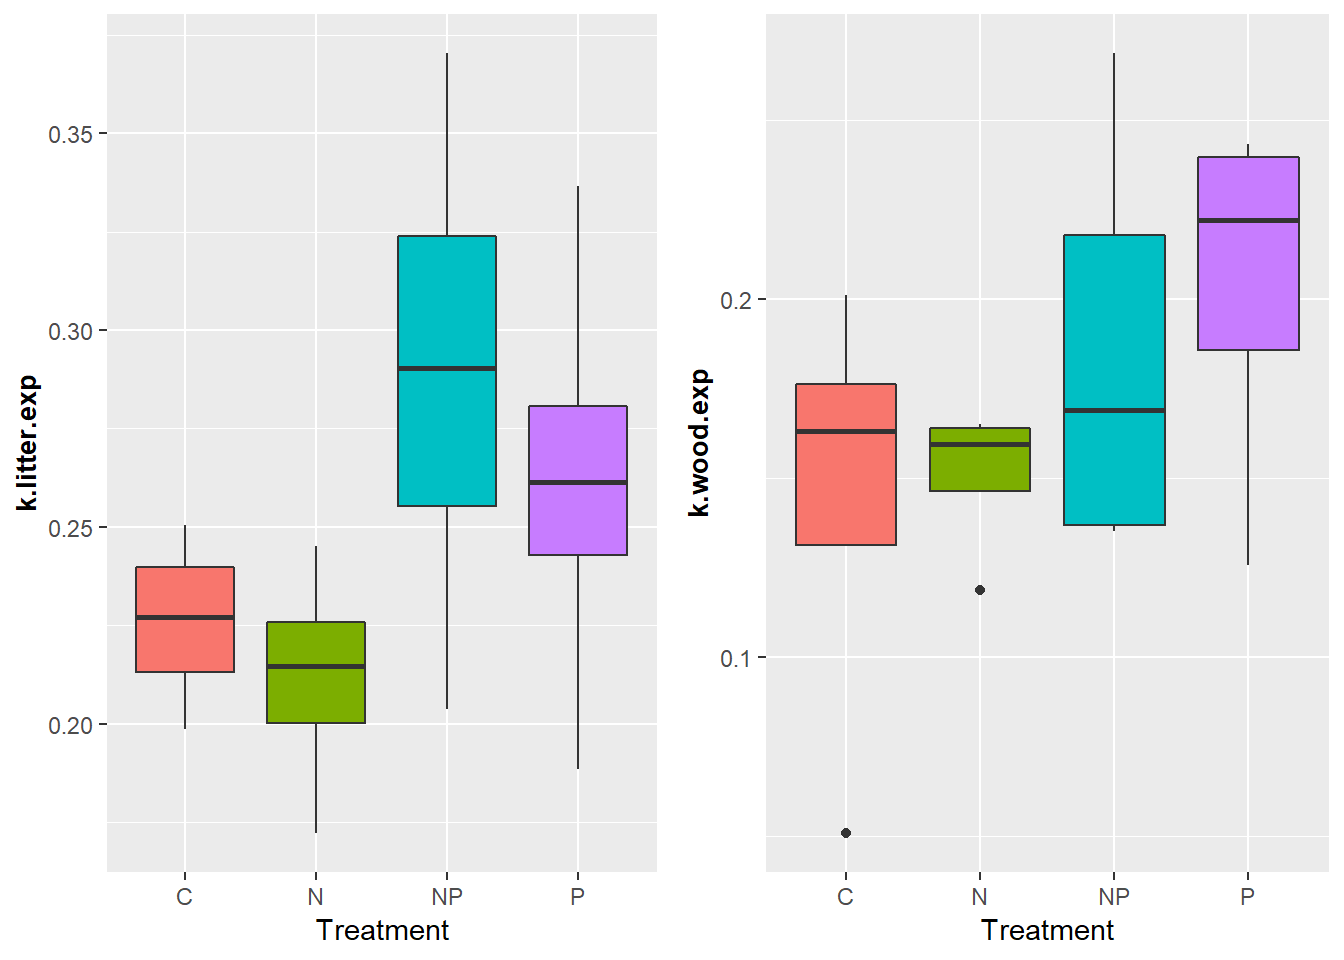 k.litter.exp
0.35
0.30
0.25
0.20
C N NP P
Treatment
k.wood.exp
0.2
0.1
C N NP P
Treatment